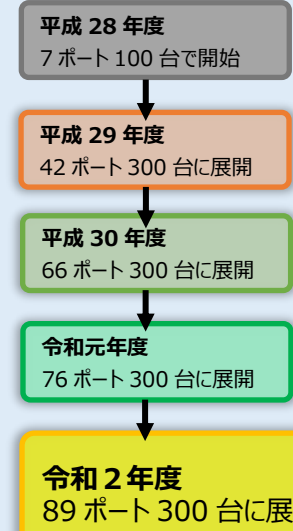 平成 28 年度
7 ポート 100 台で開始
平成 29 年度
42 ポート 300 台に展開
平成 30 年度
66 ポート 300 台に展開
令和元年度
76 ポート 300 台に展開
令和２年度
89 ポート 300 台に展